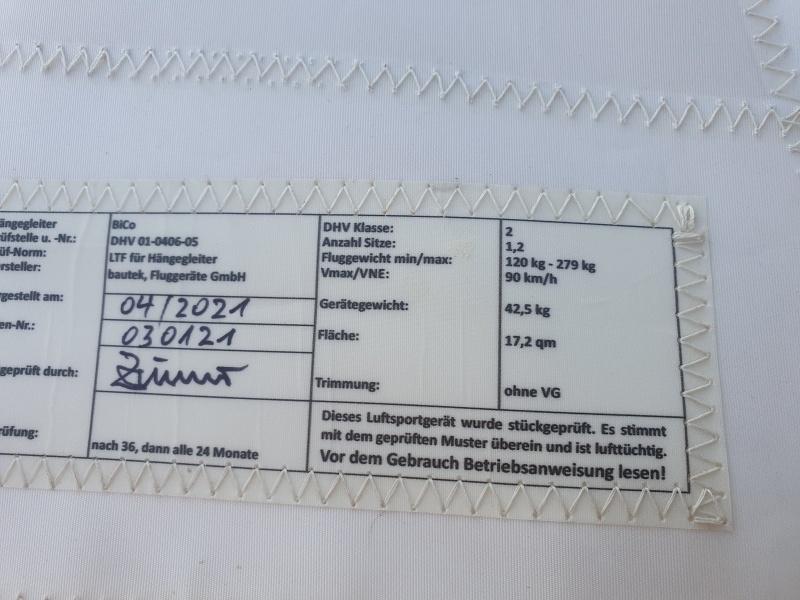 ängegleiter BiCo
üfstelle u. -Nr.: DHV 01-0406-05
üf-Norm: LTF für Hängegleiter
ersteller: bautek, Fluggeräte GmbH
rgestellt am: 04/2021
en-Nr.: 030121
geprüft durch:
rüfung: nach 36, dann alle 24 Monate
DHV Klasse: 2
Anzahl Sitze: 1,2
Fluggewicht min/max: 120 kg - 279 kg
Vmax/VNE: 90 km/h
Gerätegewicht: 42,5 kg
Fläche: 17,2 qm
Trimmung: ohne VG
Dieses Luftsportgerät wurde stückgeprüft. Es stimmt
mit dem geprüften Muster überein und ist lufttüchtig.
Vor dem Gebrauch Betriebsanweisung lesen!